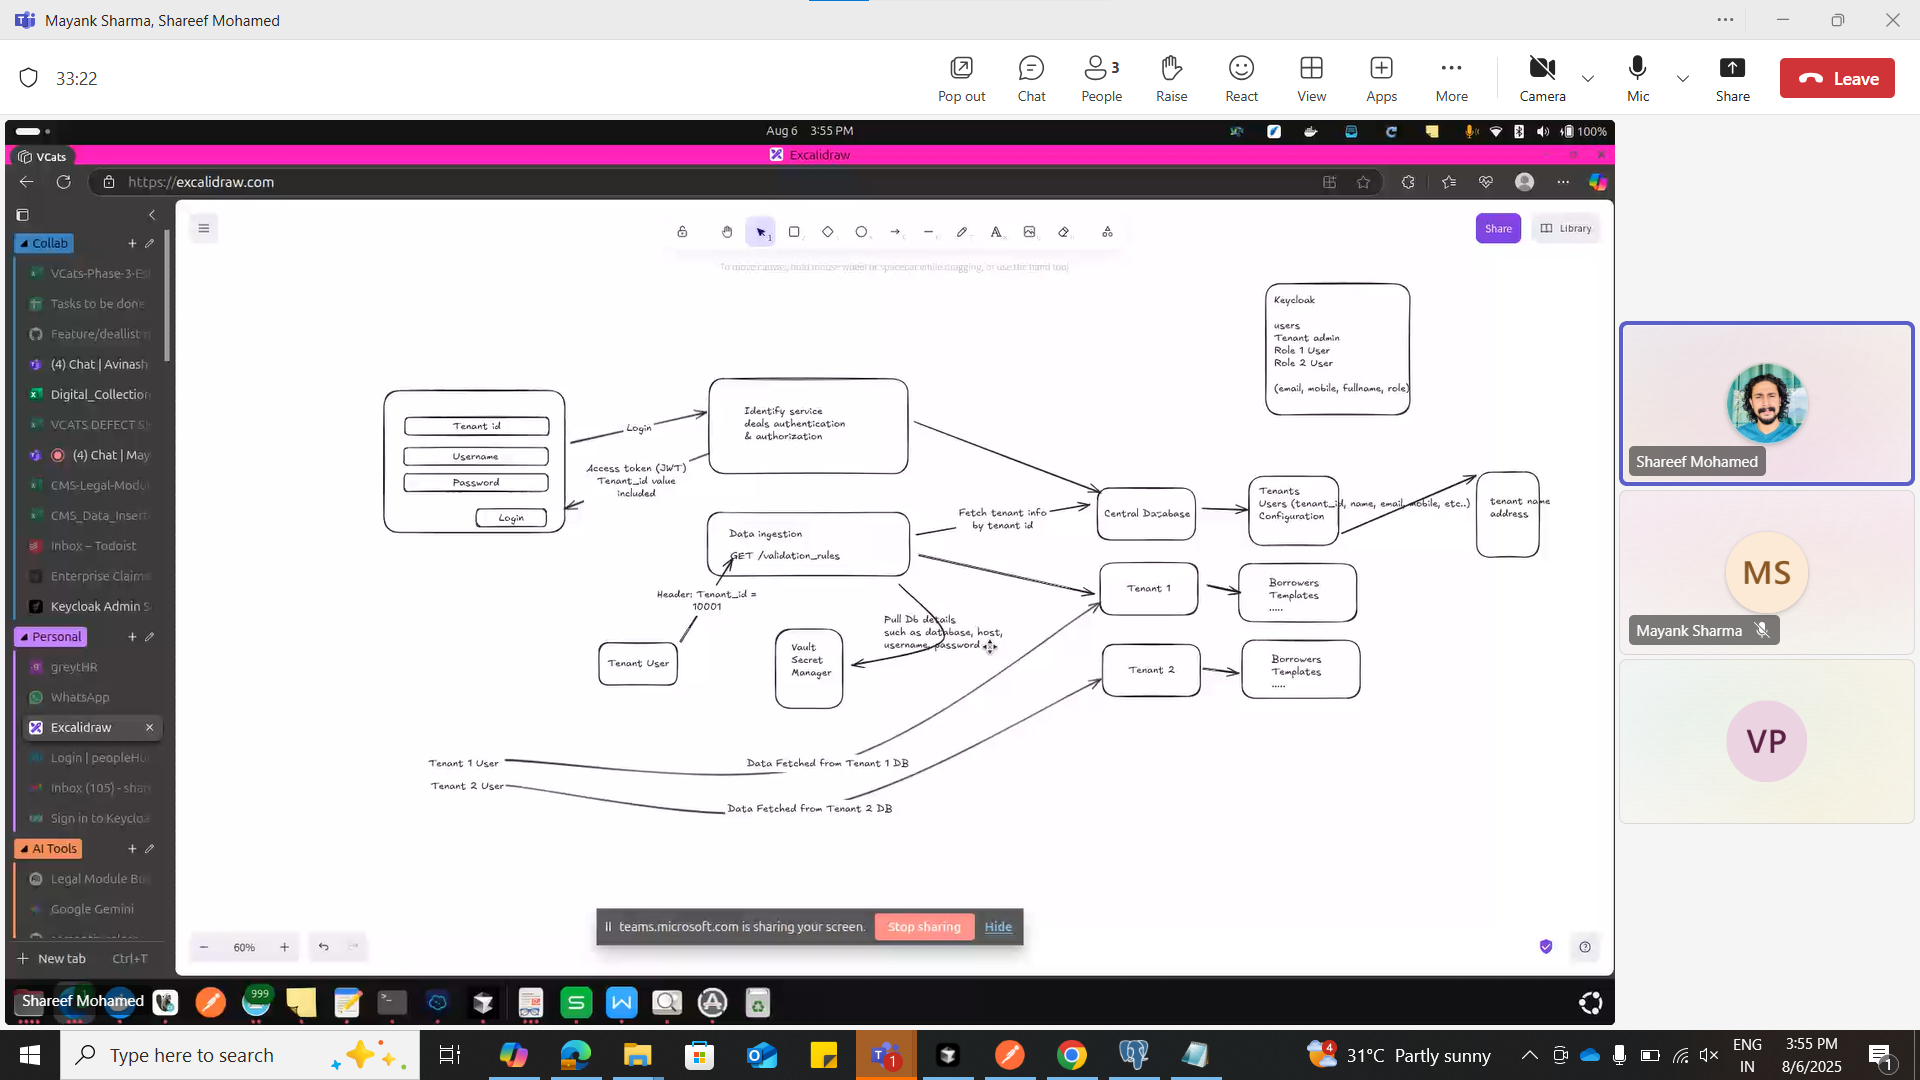 Mayank Sharma, Shareef Mohamed
33:22
Pop out
Chat
3
People
Raise
React
View
Apps
More
Camera
Mic
Share
Leave
Aug 6 3:55 PM
100%
VCats
Excalidraw
https://excalidraw.com
Collab
VCats-Phase-3-Es
Tasks to be done
Feature/deallist
(4) Chat | Avinash
Digital_Collection
VCATS DEFECT S
(4) Chat | May
CMS-Legal-Modu
CMS_Data_Insert
Inbox – Todoist
Enterprise Claim
Keycloak Admin
Personal
greytHR
WhatsApp
Excalidraw
Login | peopleHu
Inbox (105) - shar
Sign in to Keycloa
AI Tools
Legal Module Bu
Google Gemini
New tab Ctrl+T
Share
Library
To move canvas, hold mouse wheel or spacebar while dragging, or use the hand tool
Keycloak
users
Tenant admin
Role 1 User
Role 2 User
(email, mobile, fullname, role)
Tenant id
Username
Password
Login
Login
Access token (JWT)
Tenant_id value
included
Identify service
deals authentication
& authorization
Data ingestion
GET /validation_rules
Header: Tenant_id =
10001
Tenant User
Vault
Secret
Manager
Pull Db details
such as database, host,
username, password
Fetch tenant info
by tenant id
Central Database
Tenants
Users (tenant_id, name, email, mobile, etc..)
Configuration
tenant name
address
Tenant 1
Borrowers
Templates
.....
Tenant 2
Borrowers
Templates
.....
Tenant 1 User
Data Fetched from Tenant 1 DB
Tenant 2 User
Data Fetched from Tenant 2 DB
teams.microsoft.com is sharing your screen.
Stop sharing
Hide
60%
Shareef Mohamed
999
Shareef Mohamed
MS
Mayank Sharma
VP
Type here to search
1
4
31°C Partly sunny
ENG
IN
3:55 PM
8/6/2025
1